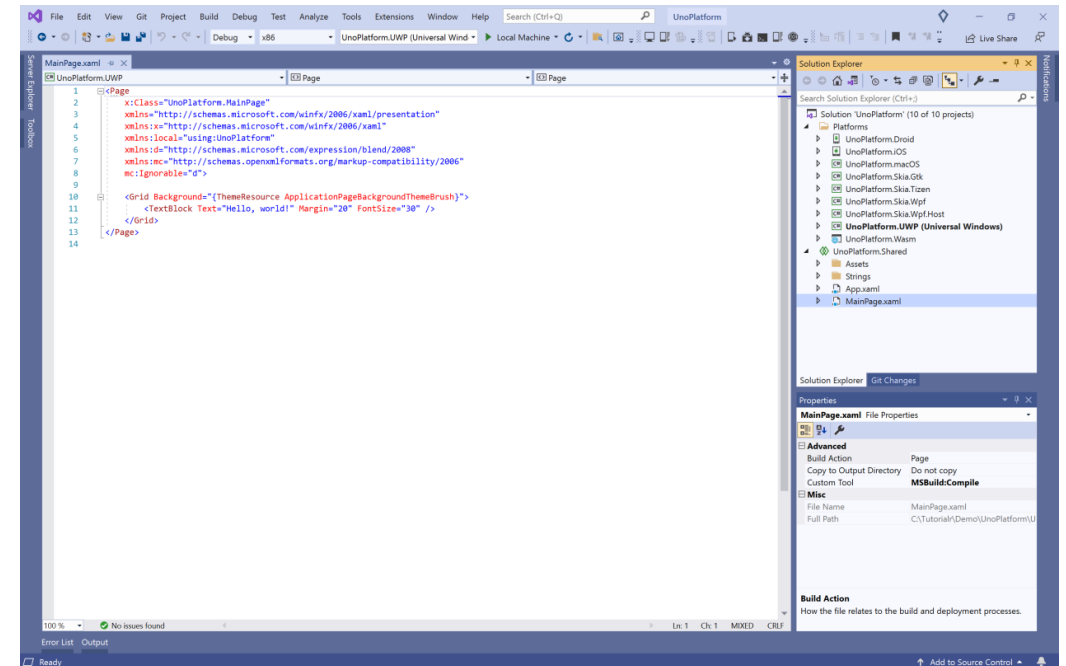 File Edit View Git Project Build Debug Test Analyze Tools Extensions Window Help Search (Ctrl+Q) UnoPlatform
Debug x86 UnoPlatform.UWP (Universal Wind Local Machine Live Share
Server Explorer
Toolbox
MainPage.xaml
UnoPlatform.UWP Page Page
1 <Page
2 x:Class="UnoPlatform.MainPage"
3 xmlns="http://schemas.microsoft.com/winfx/2006/xaml/presentation"
4 xmlns:x="http://schemas.microsoft.com/winfx/2006/xaml"
5 xmlns:local="using:UnoPlatform"
6 xmlns:d="http://schemas.microsoft.com/expression/blend/2008"
7 xmlns:mc="http://schemas.openxmlformats.org/markup-compatibility/2006"
8 mc:Ignorable="d">
9
10 <Grid Background="{ThemeResource ApplicationPageBackgroundThemeBrush}">
11 <TextBlock Text="Hello, world!" Margin="20" FontSize="30" />
12 </Grid>
13 </Page>
14
100 % No issues found Ln: 1 Ch: 1 MIXED CRLF
Error List Output
Solution Explorer
Search Solution Explorer (Ctrl+;)
Solution 'UnoPlatform' (10 of 10 projects)
Platforms
UnoPlatform.Droid
UnoPlatform.iOS
UnoPlatform.macOS
UnoPlatform.Skia.Gtk
UnoPlatform.Skia.Tizen
UnoPlatform.Skia.Wpf
UnoPlatform.Skia.Wpf.Host
UnoPlatform.UWP (Universal Windows)
UnoPlatform.Wasm
UnoPlatform.Shared
Assets
Strings
App.xaml
MainPage.xaml
Solution Explorer Git Changes
Properties
MainPage.xaml File Properties
Advanced
Build Action Page
Copy to Output Directory Do not copy
Custom Tool MSBuild:Compile
Misc
File Name MainPage.xaml
Full Path C:\Tutorialr\Demo\UnoPlatform\U
Build Action
How the file relates to the build and deployment processes.
Notifications
Ready Add to Source Control